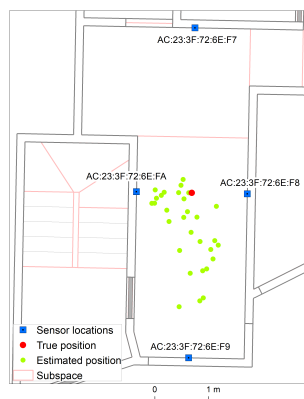 AC:23:3F:72:6E:F7
AC:23:3F:72:6E:FA
AC:23:3F:72:6E:F8
AC:23:3F:72:6E:F9
Sensor locations
True position
Estimated position
Subspace
0 1 m